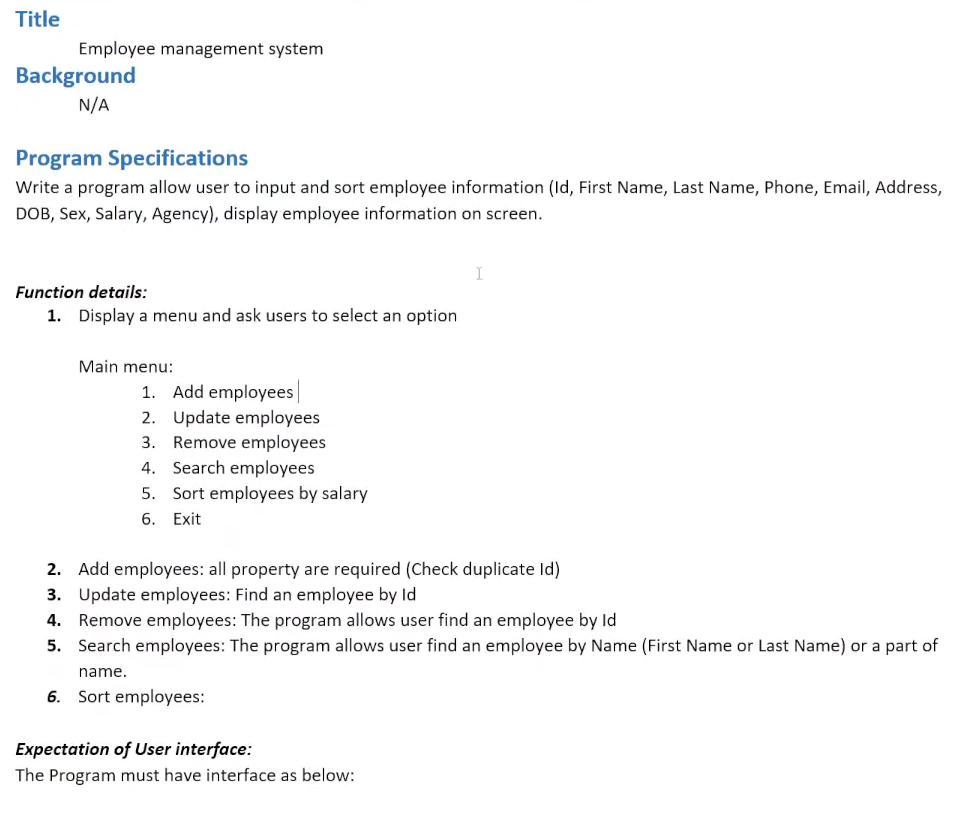 Title
Employee management system
Background
N/A
Program Specifications
Write a program allow user to input and sort employee information (Id, First Name, Last Name, Phone, Email, Address,
DOB, Sex, Salary, Agency), display employee information on screen.
Function details:
1. Display a menu and ask users to select an option
Main menu:
1. Add employees
2. Update employees
3. Remove employees
4. Search employees
5. Sort employees by salary
6. Exit
2. Add employees: all property are required (Check duplicate Id)
3. Update employees: Find an employee by Id
4. Remove employees: The program allows user find an employee by Id
5. Search employees: The program allows user find an employee by Name (First Name or Last Name) or a part of
name.
6. Sort employees:
Expectation of User interface:
The Program must have interface as below: